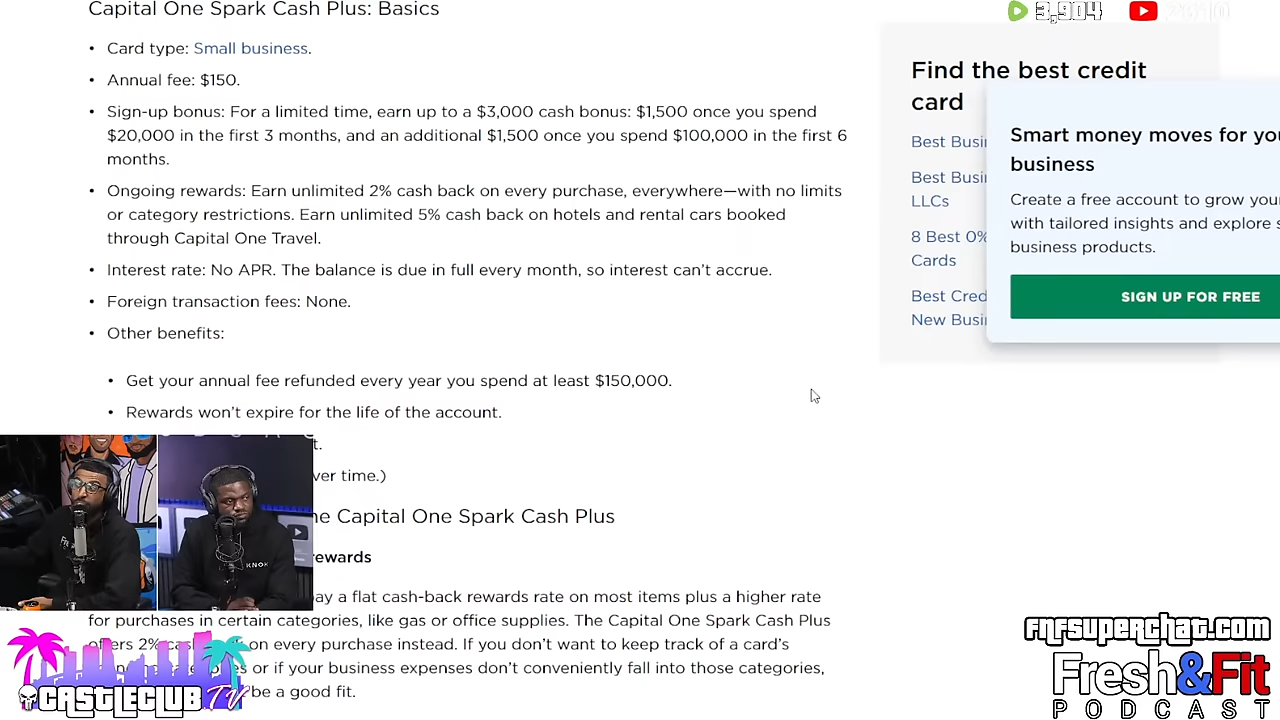 Capital One Spark Cash Plus: Basics
3,904
• Card type: Small business.
• Annual fee: $150.
• Sign-up bonus: For a limited time, earn up to a $3,000 cash bonus: $1,500 once you spend
$20,000 in the first 3 months, and an additional $1,500 once you spend $100,000 in the first 6
months.
• Ongoing rewards: Earn unlimited 2% cash back on every purchase, everywhere—with no limits
or category restrictions. Earn unlimited 5% cash back on hotels and rental cars booked
through Capital One Travel.
• Interest rate: No APR. The balance is due in full every month, so interest can’t accrue.
• Foreign transaction fees: None.
• Other benefits:
• Get your annual fee refunded every year you spend at least $150,000.
• Rewards won’t expire for the life of the account.
t.
ver time.)
e Capital One Spark Cash Plus
rewards
pay a flat cash-back rewards rate on most items plus a higher rate
for purchases in certain categories, like gas or office supplies. The Capital One Spark Cash Plus
offers 2% cash on every purchase instead. If you don’t want to keep track of a card’s
or if your business expenses don’t conveniently fall into those categories,
be a good fit.
Find the best credit
card
Best Busi
Best Busi
LLCs
8 Best 0%
Cards
Best Cred
New Busi
Smart money moves for you
business
Create a free account to grow your
with tailored insights and explore s
business products.
SIGN UP FOR FREE
KNOX
CASTLECLUB TV
FNFSUPERCHAT.COM
Fresh&Fit
PODCAST